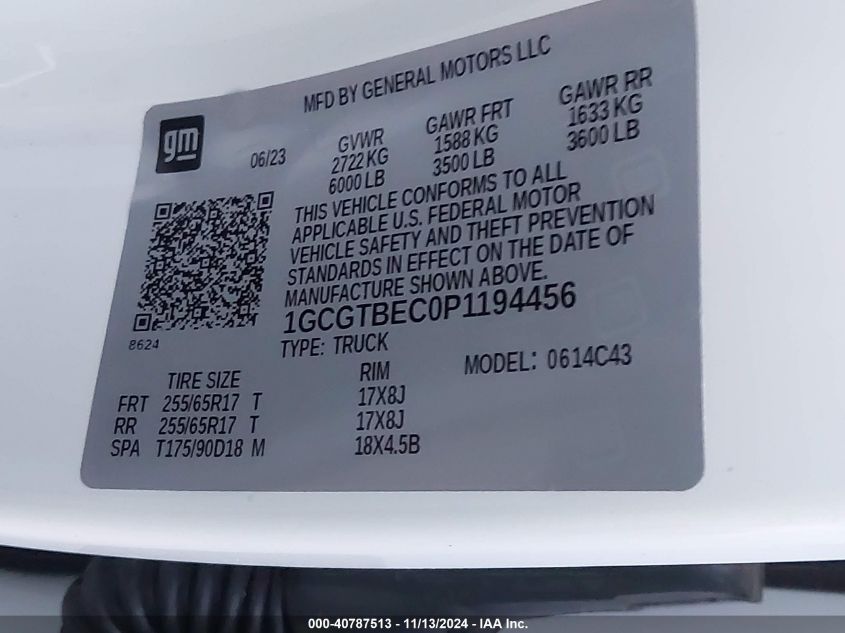 MFD BY GENERAL MOTORS LLC
gm
06/23
GVWR GAWR FRT GAWR RR
2722 KG 1588 KG 1633 KG
6000 LB 3500 LB 3600 LB
THIS VEHICLE CONFORMS TO ALL
APPLICABLE U.S. FEDERAL MOTOR
VEHICLE SAFETY AND THEFT PREVENTION
STANDARDS IN EFFECT ON THE DATE OF
MANUFACTURE SHOWN ABOVE.
1GCGTBEC0P1194456
8624
TYPE: TRUCK MODEL: 0614C43
TIRE SIZE RIM
FRT 255/65R17 T 17X8J
RR 255/65R17 T 17X8J
SPA T175/90D18 M 18X4.5B
000-40787513 - 11/13/2024 - IAA Inc.